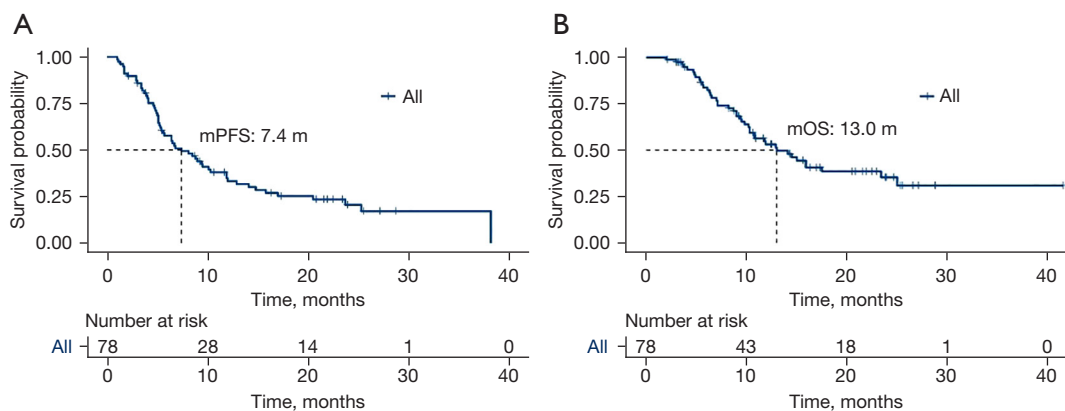 A
Survival probability
1.00
0.75
0.50
0.25
0.00
All
mPFS: 7.4 m
0 10 20 30 40
Time, months
Number at risk
All 78 28 14 1 0
0 10 20 30 40
Time, months
B
Survival probability
1.00
0.75
0.50
0.25
0.00
All
mOS: 13.0 m
0 10 20 30 40
Time, months
Number at risk
All 78 43 18 1 0
0 10 20 30 40
Time, months